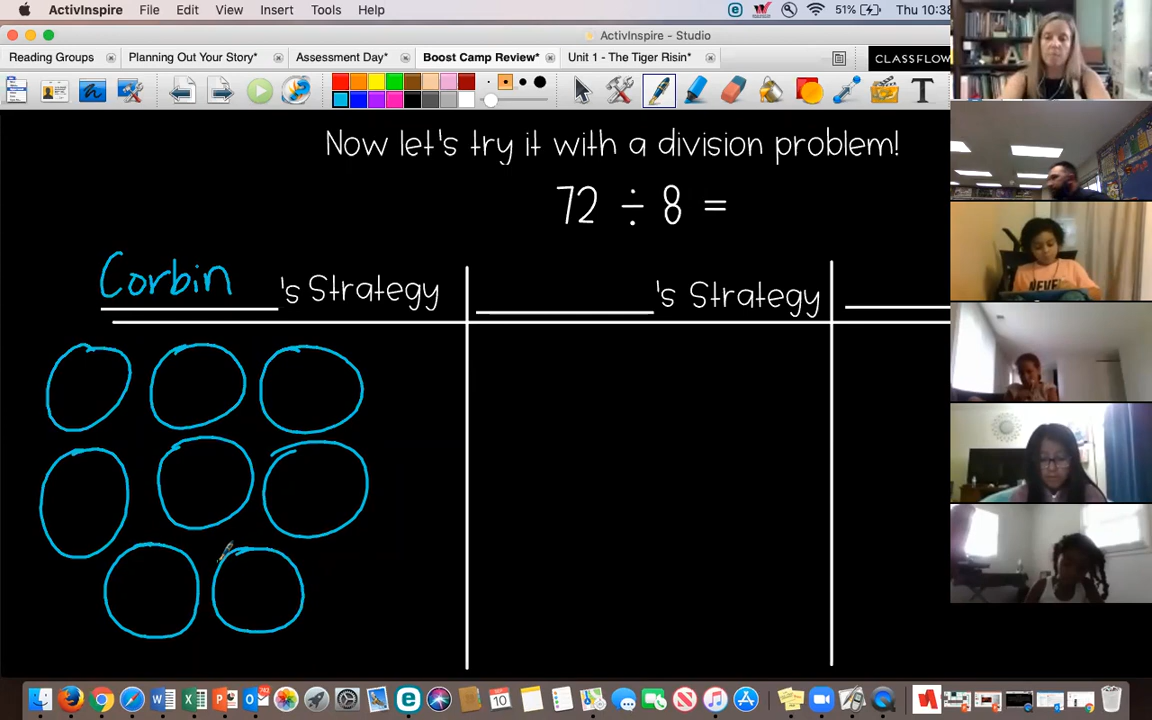 ActivInspire File Edit View Insert Tools Help 51% Thu 10:38
ActivInspire - Studio
Reading Groups Planning Out Your Story* Assessment Day* Boost Camp Review* Unit 1 - The Tiger Risin* CLASSFLOW
Now let's try it with a division problem!
72 ÷ 8 =
Corbin 's Strategy 's Strategy
SEP
10